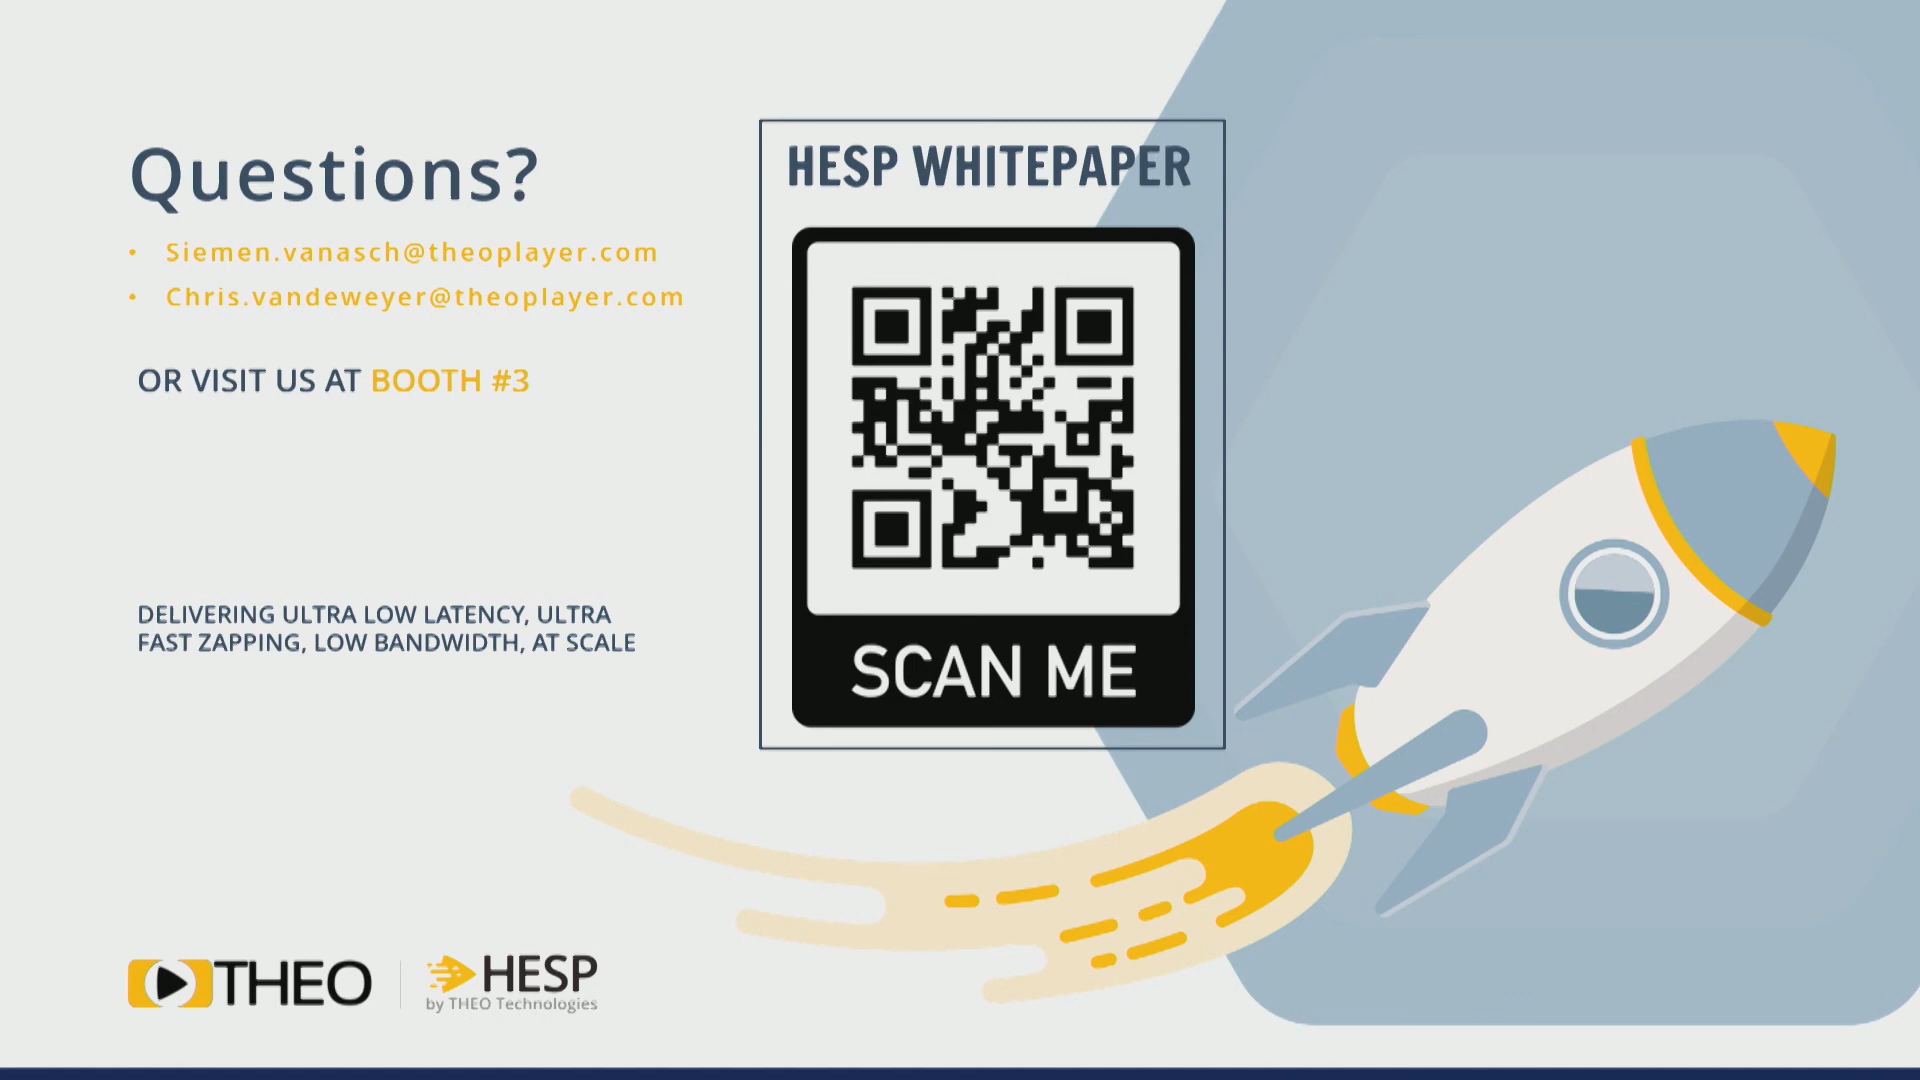 Questions?
• Siemen.vanasch@theoplayer.com
• Chris.vandeweyer@theoplayer.com
OR VISIT US AT BOOTH #3
DELIVERING ULTRA LOW LATENCY, ULTRA
FAST ZAPPING, LOW BANDWIDTH, AT SCALE
HESP WHITEPAPER
SCAN ME
THEO
HESP
by THEO Technologies